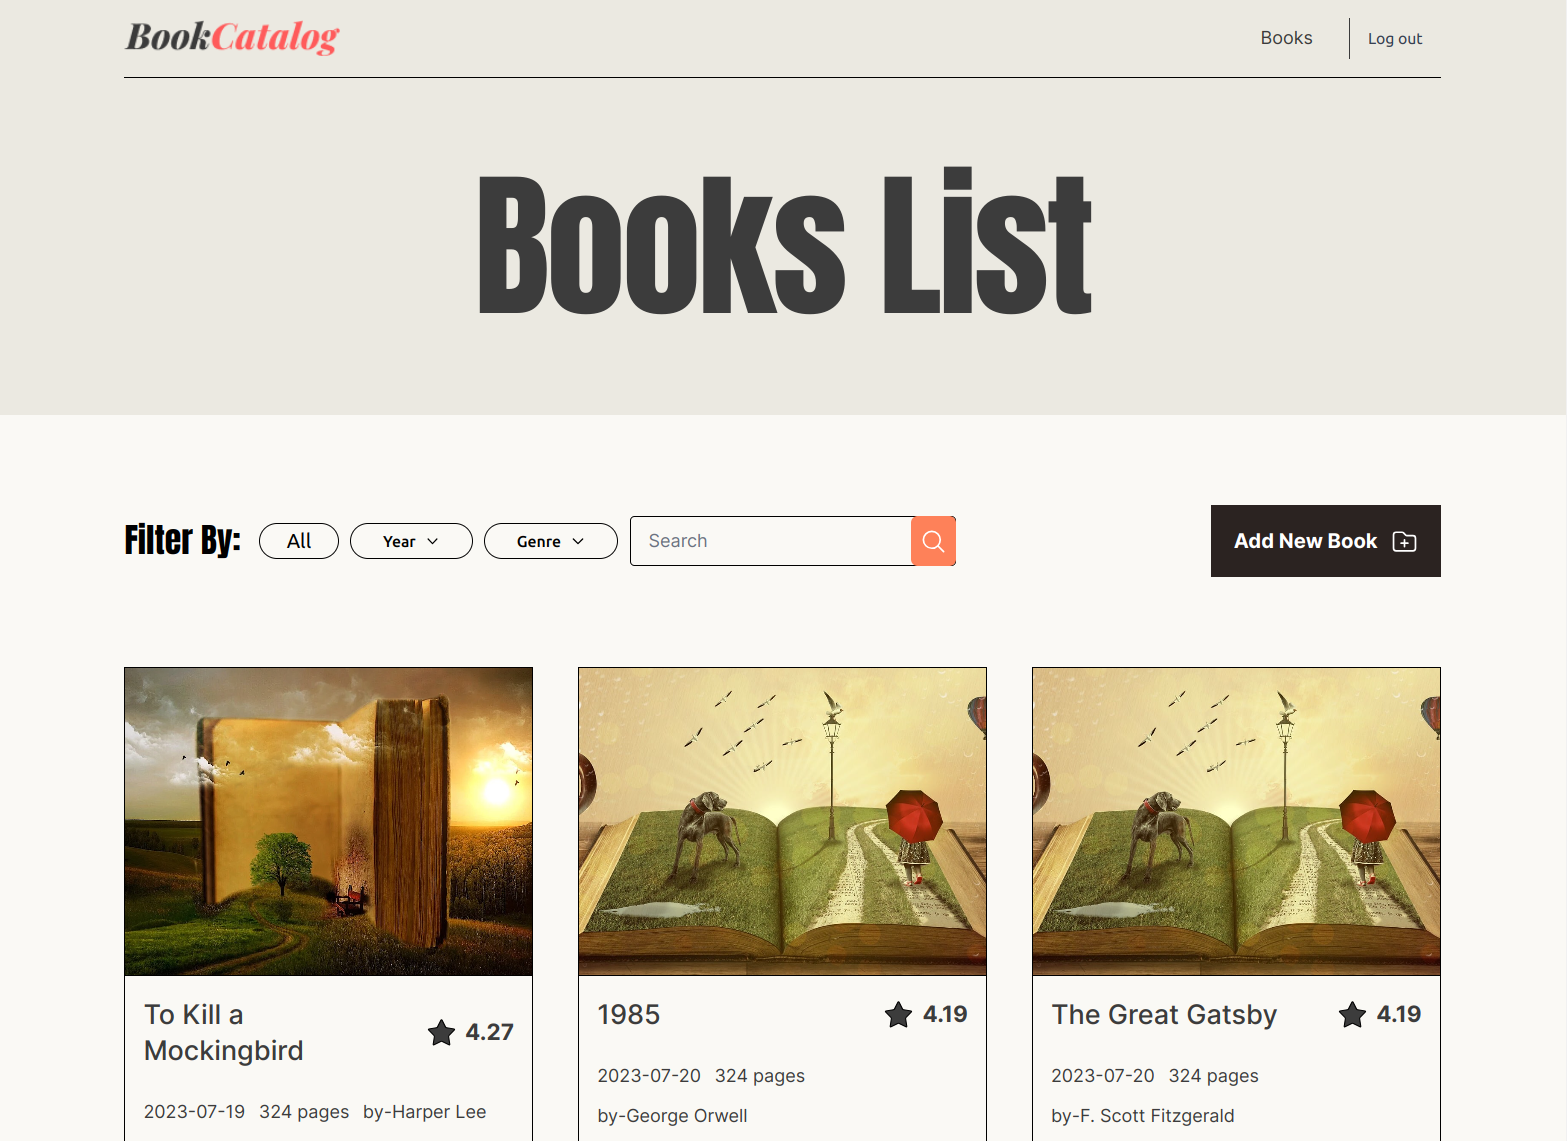 BookCatalog
Books
Log out
Books List
Filter By:
All
Year
Genre
Search
Add New Book
To Kill a
Mockingbird
4.27
2023-07-19 324 pages by-Harper Lee
1985
4.19
2023-07-20 324 pages
by-George Orwell
The Great Gatsby
4.19
2023-07-20 324 pages
by-F. Scott Fitzgerald